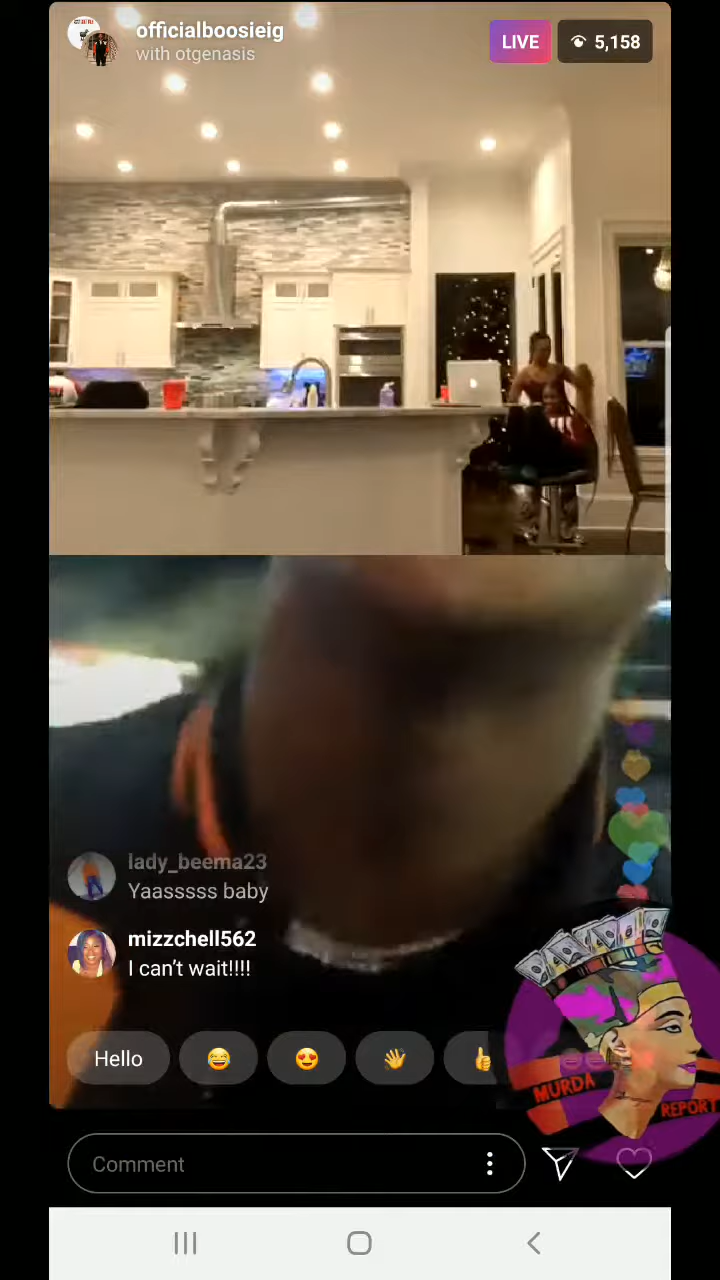 officialboosieig
with otgenasis
LIVE
5,158
lady_beema23
Yaasssss baby
mizzchell562
I can't wait!!!!
Hello
MURDA
REPORT
Comment